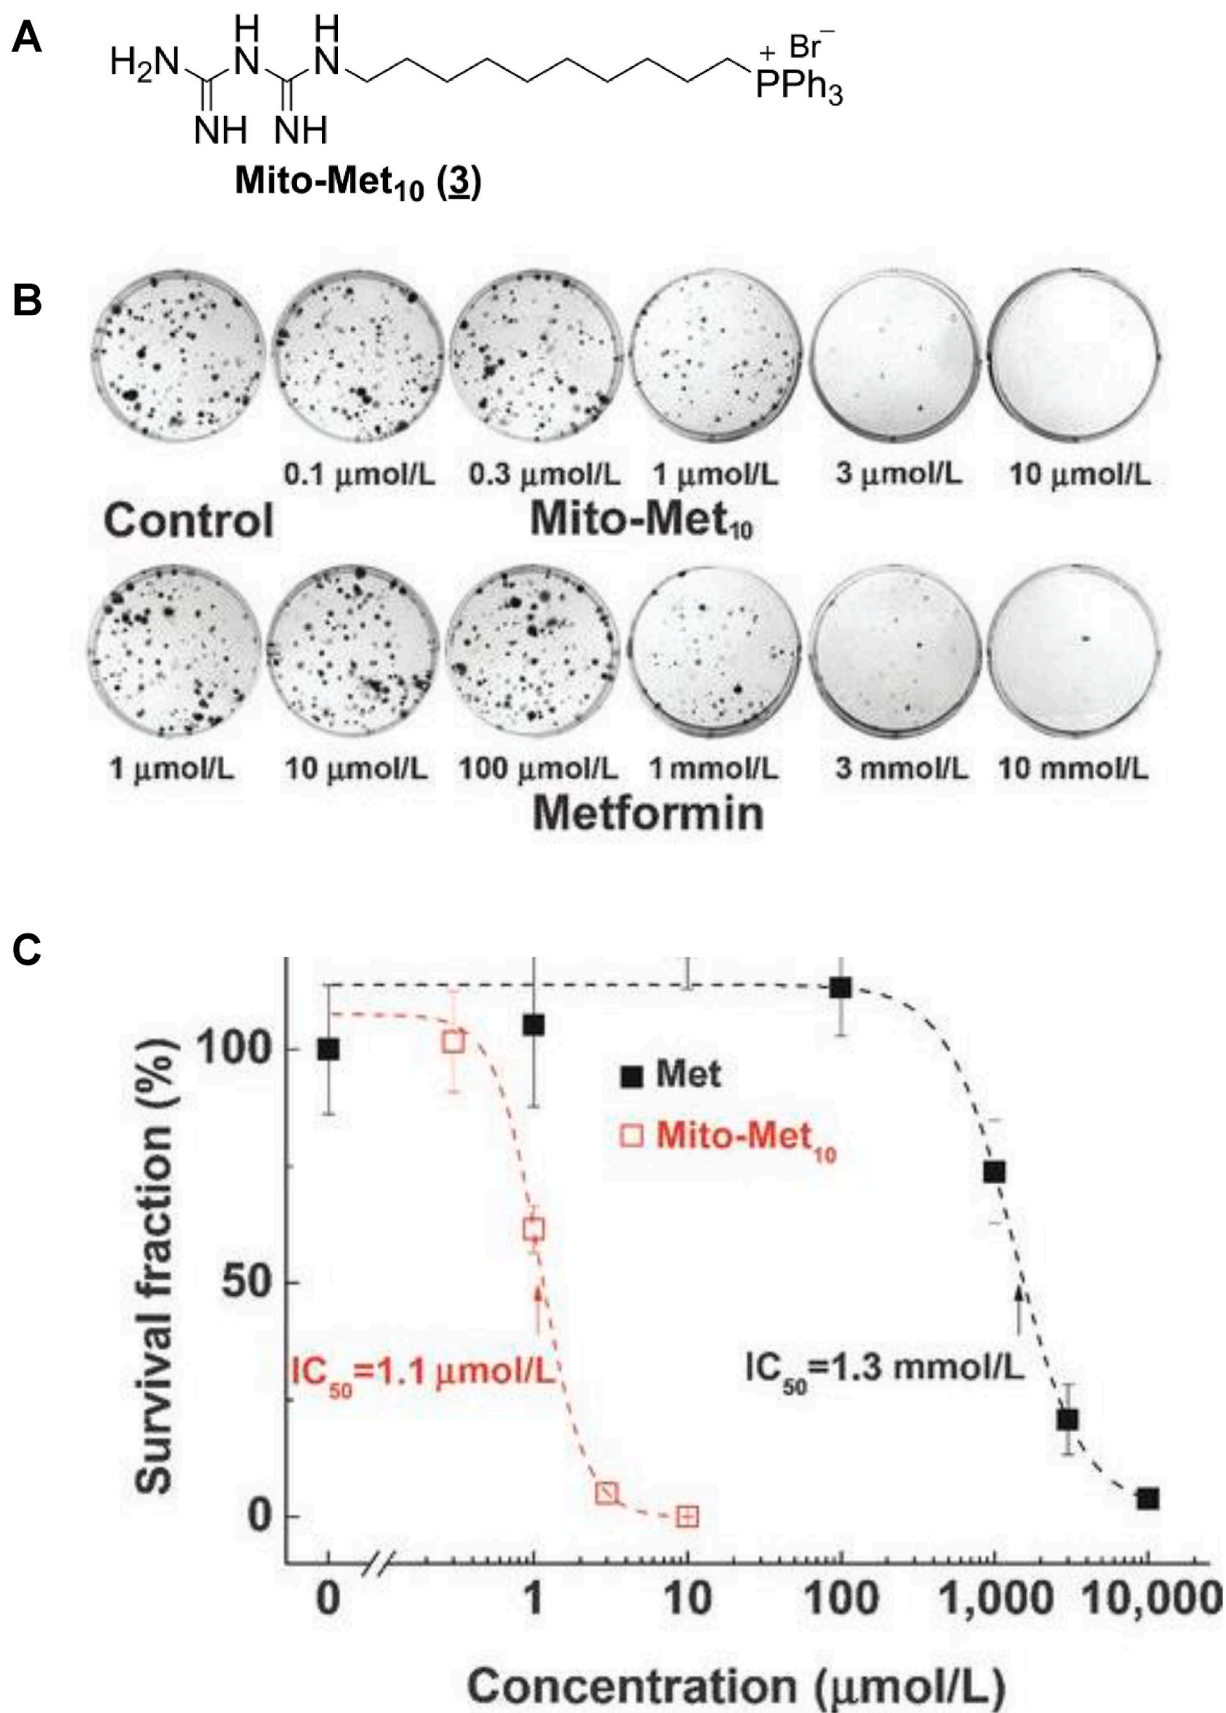 A
H₂N H N H N NH NH + Br⁻ PPh₃
Mito-Met₁₀ (3)
B
0.1 μmol/L 0.3 μmol/L 1 μmol/L 3 μmol/L 10 μmol/L
Control Mito-Met₁₀
1 μmol/L 10 μmol/L 100 μmol/L 1 mmol/L 3 mmol/L 10 mmol/L
Metformin
C
Survival fraction (%)
100
50
0
Met
Mito-Met₁₀
IC₅₀=1.1 μmol/L
IC₅₀=1.3 mmol/L
0 1 10 100 1,000 10,000
Concentration (μmol/L)